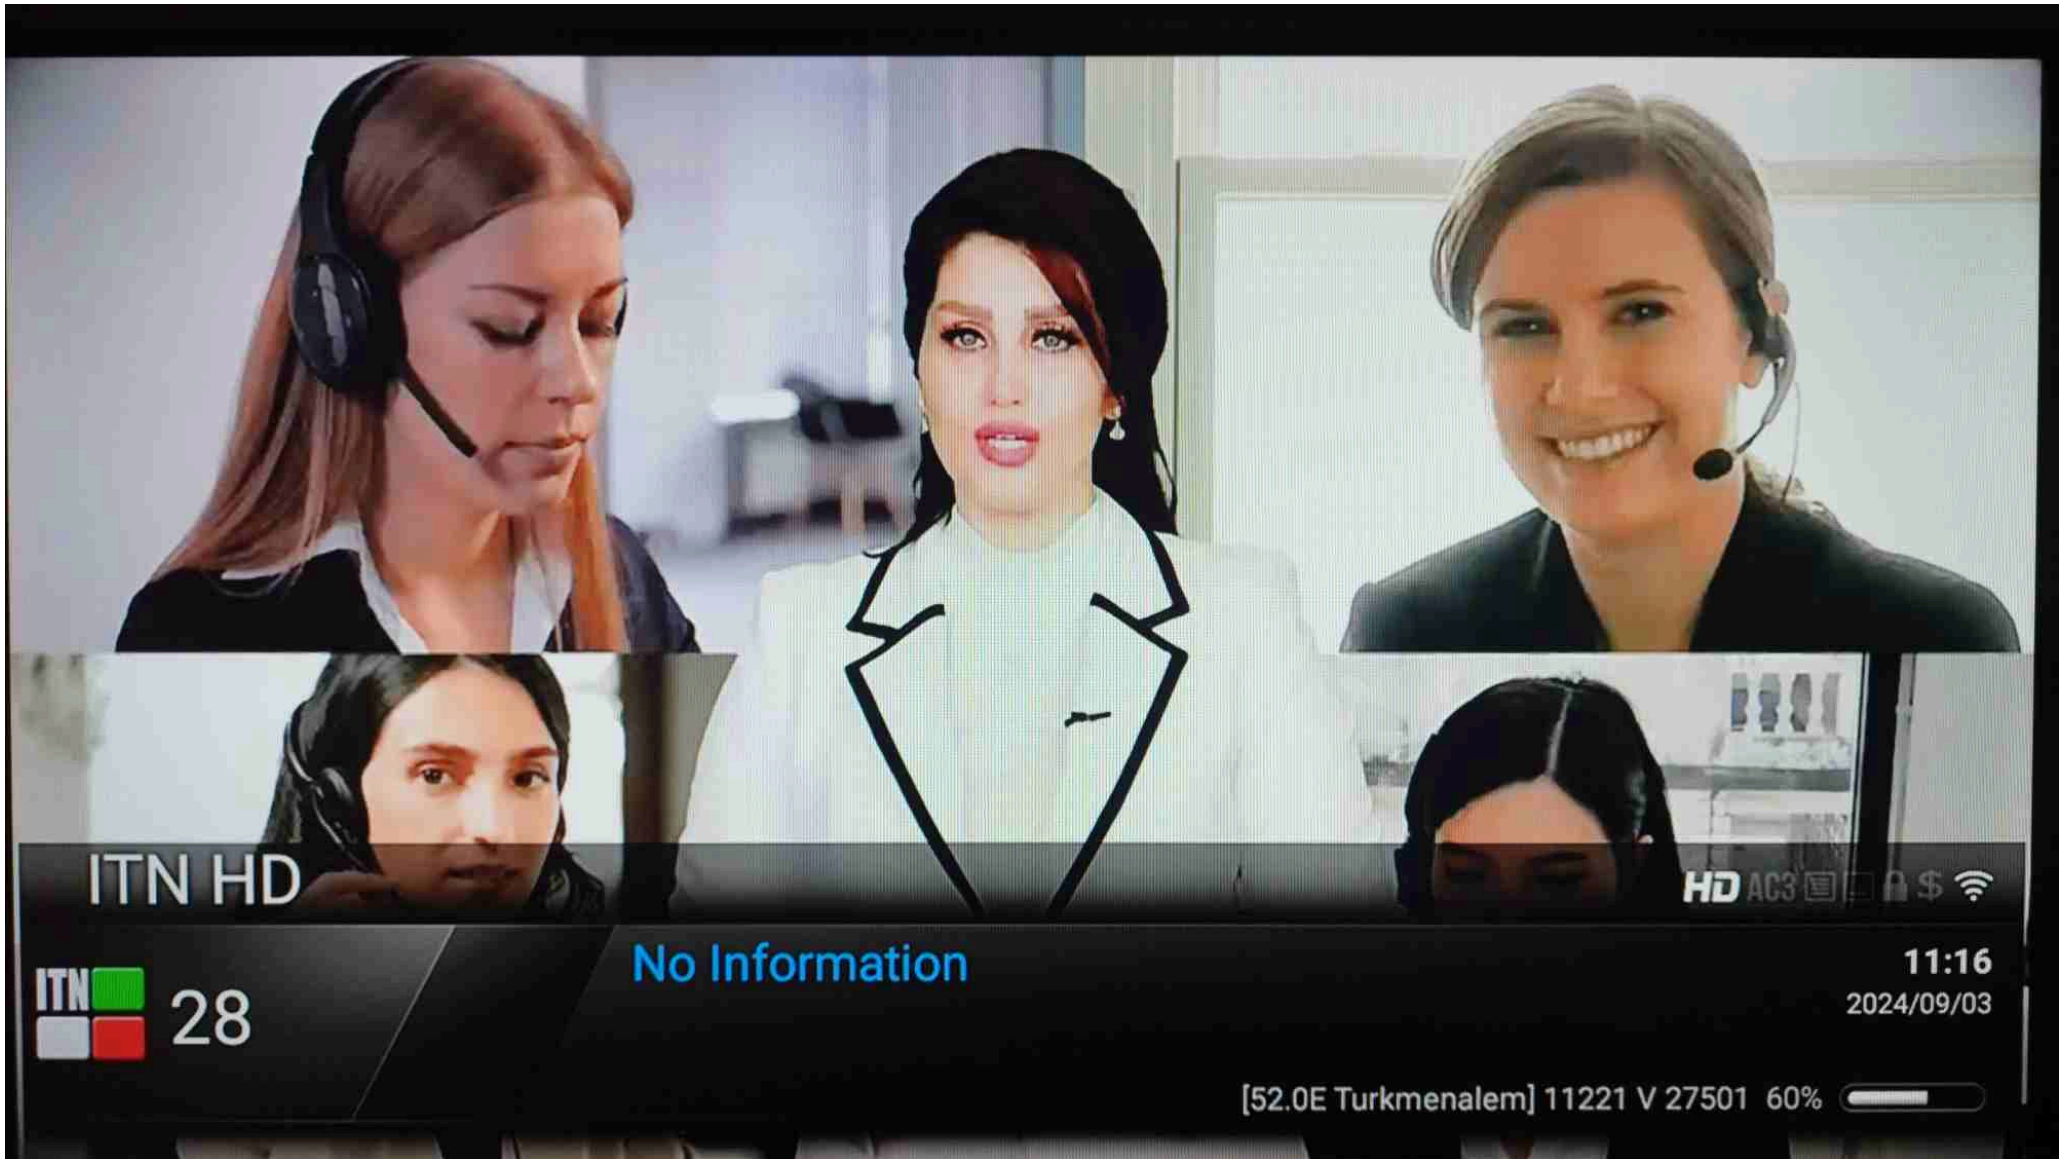 ITN HD
HD AC3 $
ITN
28
No Information
11:16
2024/09/03
[52.0E Turkmenalem] 11221 V 27501 60%